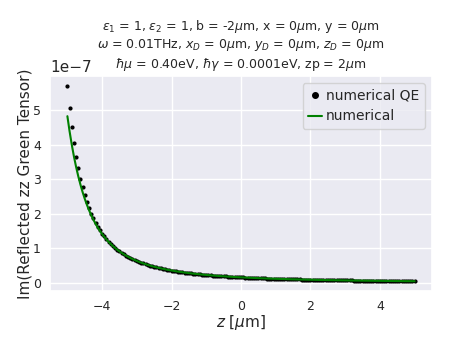 ε₁ = 1, ε₂ = 1, b = -2μm, x = 0μm, y = 0μm
ω = 0.01THz, x_D = 0μm, y_D = 0μm, z_D = 0μm
ℏμ = 0.40eV, ℏγ = 0.0001eV, zp = 2μm
1e−7
numerical QE
numerical
Im(Reflected zz Green Tensor)
5
4
3
2
1
0
−4 −2 0 2 4
z [μm]